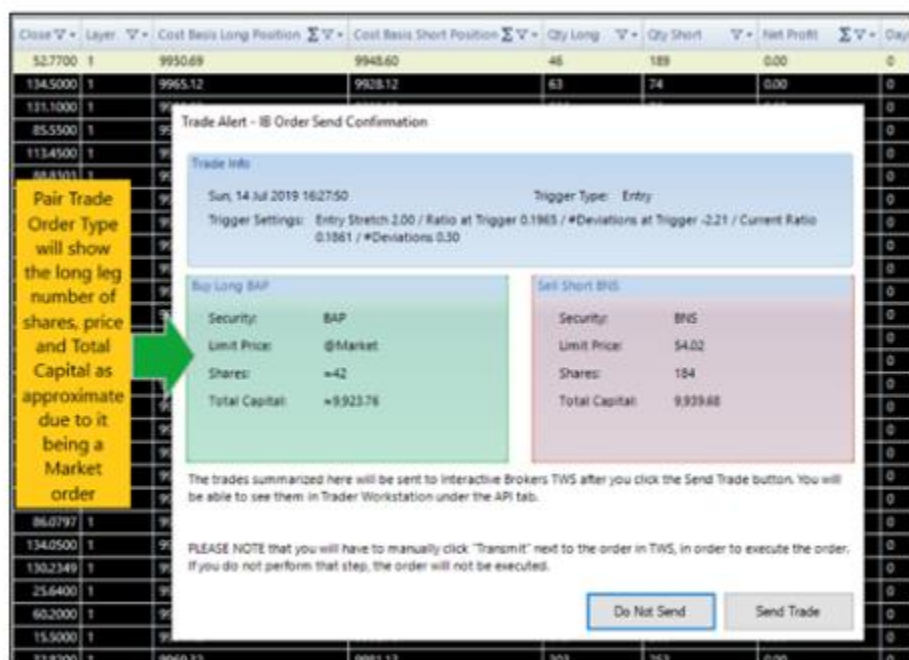 Close Layer Cost Basis Long Position Σ Cost Basis Short Position Σ Qty Long Qty Short Net Profit Σ Day
52.7700 1 9950.69 9948.60 46 189 0.00 0
134.5000 1 9965.12 9928.12 63 74 0.00 0
131.1000 1
85.5500 1
113.4500 1
Trade Alert - IB Order Send Confirmation
Trade Info
Sun, 14 Jul 2019 16:27:50 Trigger Type: Entry
Trigger Settings: Entry Stretch 2.00 / Ratio at Trigger 0.1965 / #Deviations at Trigger -2.21 / Current Ratio
0.1861 / #Deviations 0.30
Pair Trade
Order Type
will show
the long leg
number of
shares, price
and Total
Capital as
approximate
due to it
being a
Market
order
Buy Long BAP
Security: BAP
Limit Price: @Market
Shares: ≈42
Total Capital: ≈9,923.76
Sell Short BNS
Security: BNS
Limit Price: 54.02
Shares: 184
Total Capital: 9,939.68
The trades summarized here will be sent to Interactive Brokers TWS after you click the Send Trade button. You will
be able to see them in Trader Workstation under the API tab.
PLEASE NOTE that you will have to manually click "Transmit" next to the order in TWS, in order to execute the order.
If you do not perform that step, the order will not be executed.
Do Not Send Send Trade
86.0797 1
134.0500 1
130.2349 1
25.6400 1
60.2000 1
15.5000 1